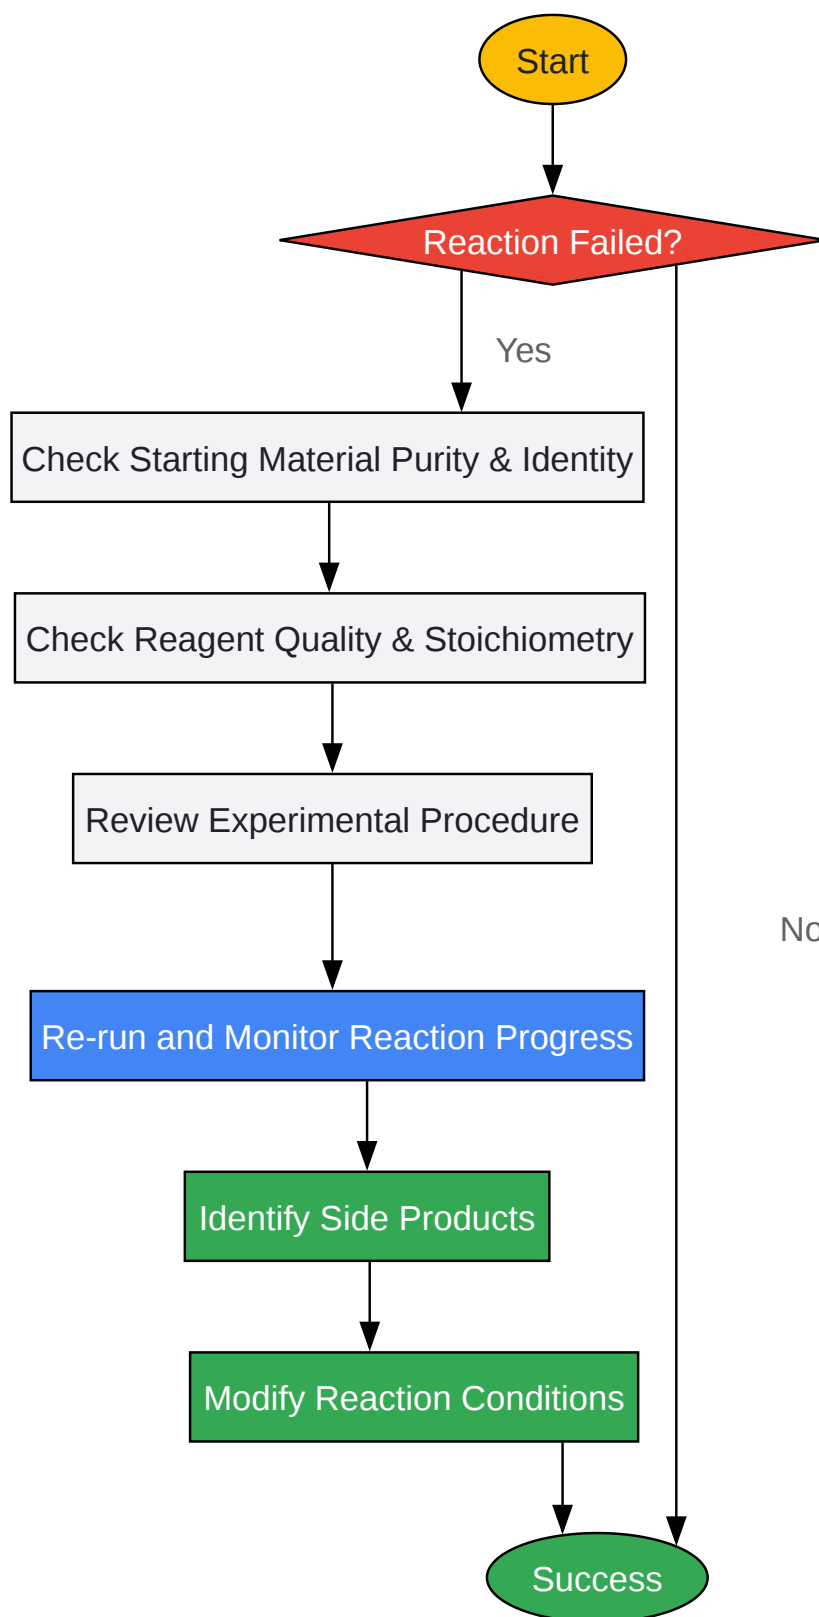 Start
Reaction Failed?
Yes
Check Starting Material Purity & Identity
Check Reagent Quality & Stoichiometry
Review Experimental Procedure
No
Re-run and Monitor Reaction Progress
Identify Side Products
Modify Reaction Conditions
Success